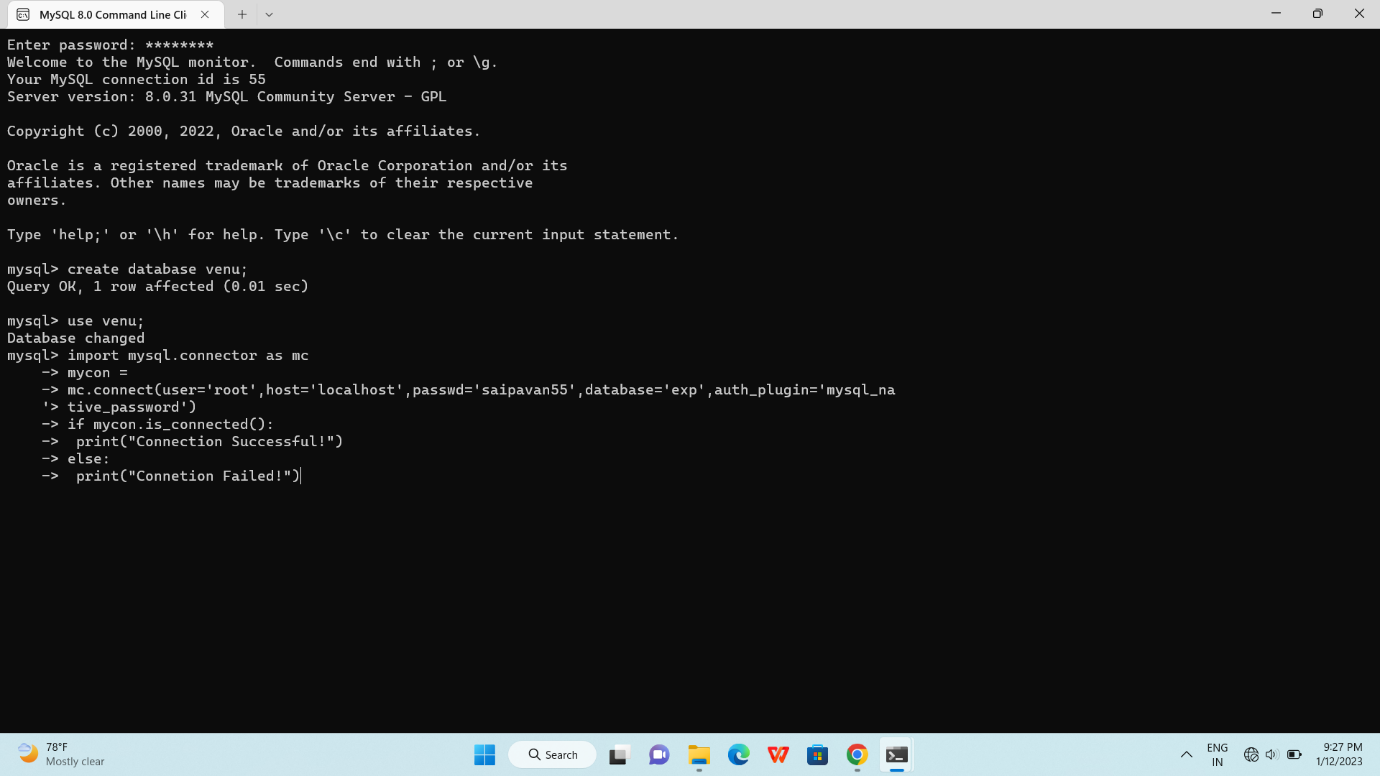 MySQL 8.0 Command Line Cli
Enter password: ********
Welcome to the MySQL monitor.  Commands end with ; or \g.
Your MySQL connection id is 55
Server version: 8.0.31 MySQL Community Server - GPL
Copyright (c) 2000, 2022, Oracle and/or its affiliates.
Oracle is a registered trademark of Oracle Corporation and/or its
affiliates. Other names may be trademarks of their respective
owners.
Type 'help;' or '\h' for help. Type '\c' to clear the current input statement.
mysql> create database venu;
Query OK, 1 row affected (0.01 sec)
mysql> use venu;
Database changed
mysql> import mysql.connector as mc
    -> mycon =
    -> mc.connect(user='root',host='localhost',passwd='saipavan55',database='exp',auth_plugin='mysql_na
    '> tive_password')
    -> if mycon.is_connected():
    ->  print("Connection Successful!")
    -> else:
    ->  print("Connetion Failed!")
78°F
Mostly clear
Search
ENG
IN
9:27 PM
1/12/2023